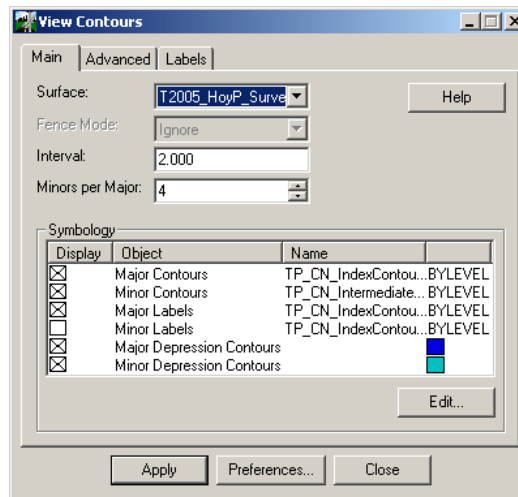 View Contours
Main Advanced Labels
Surface: T2005_HoyP_Surve
Help
Fence Mode: Ignore
Interval: 2.000
Minors per Major: 4
Symbology
Display Object Name
Major Contours TP_CN_IndexContou...BYLEVEL
Minor Contours TP_CN_Intermediate...BYLEVEL
Major Labels TP_CN_IndexContou...BYLEVEL
Minor Labels TP_CN_IndexContou...BYLEVEL
Major Depression Contours
Minor Depression Contours
Edit...
Apply Preferences... Close